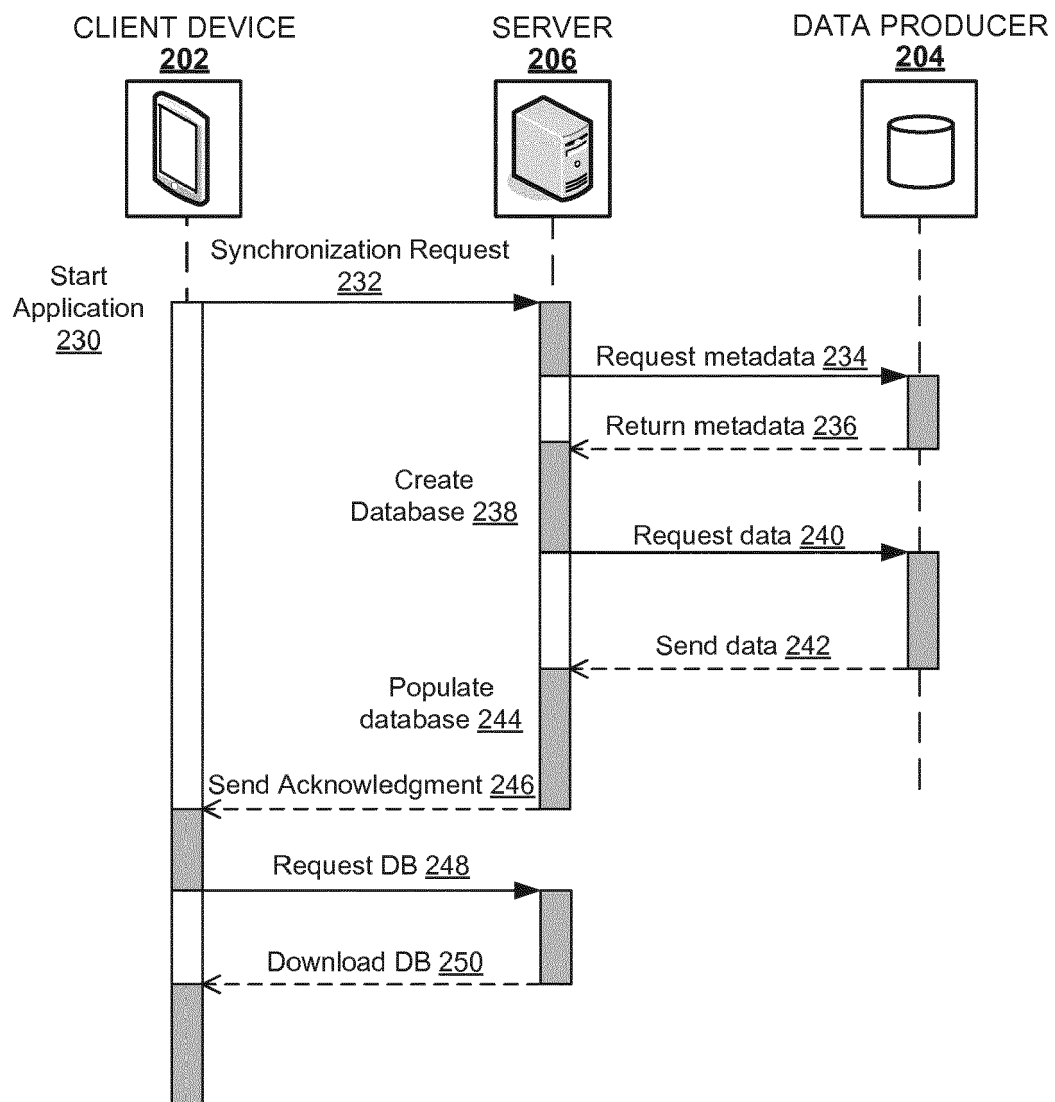 CLIENT DEVICE
202
SERVER
206
DATA PRODUCER
204
Start
Application
230
Synchronization Request
232
Request metadata 234
Return metadata 236
Create
Database 238
Request data 240
Send data 242
Populate
database 244
Send Acknowledgment 246
Request DB 248
Download DB 250